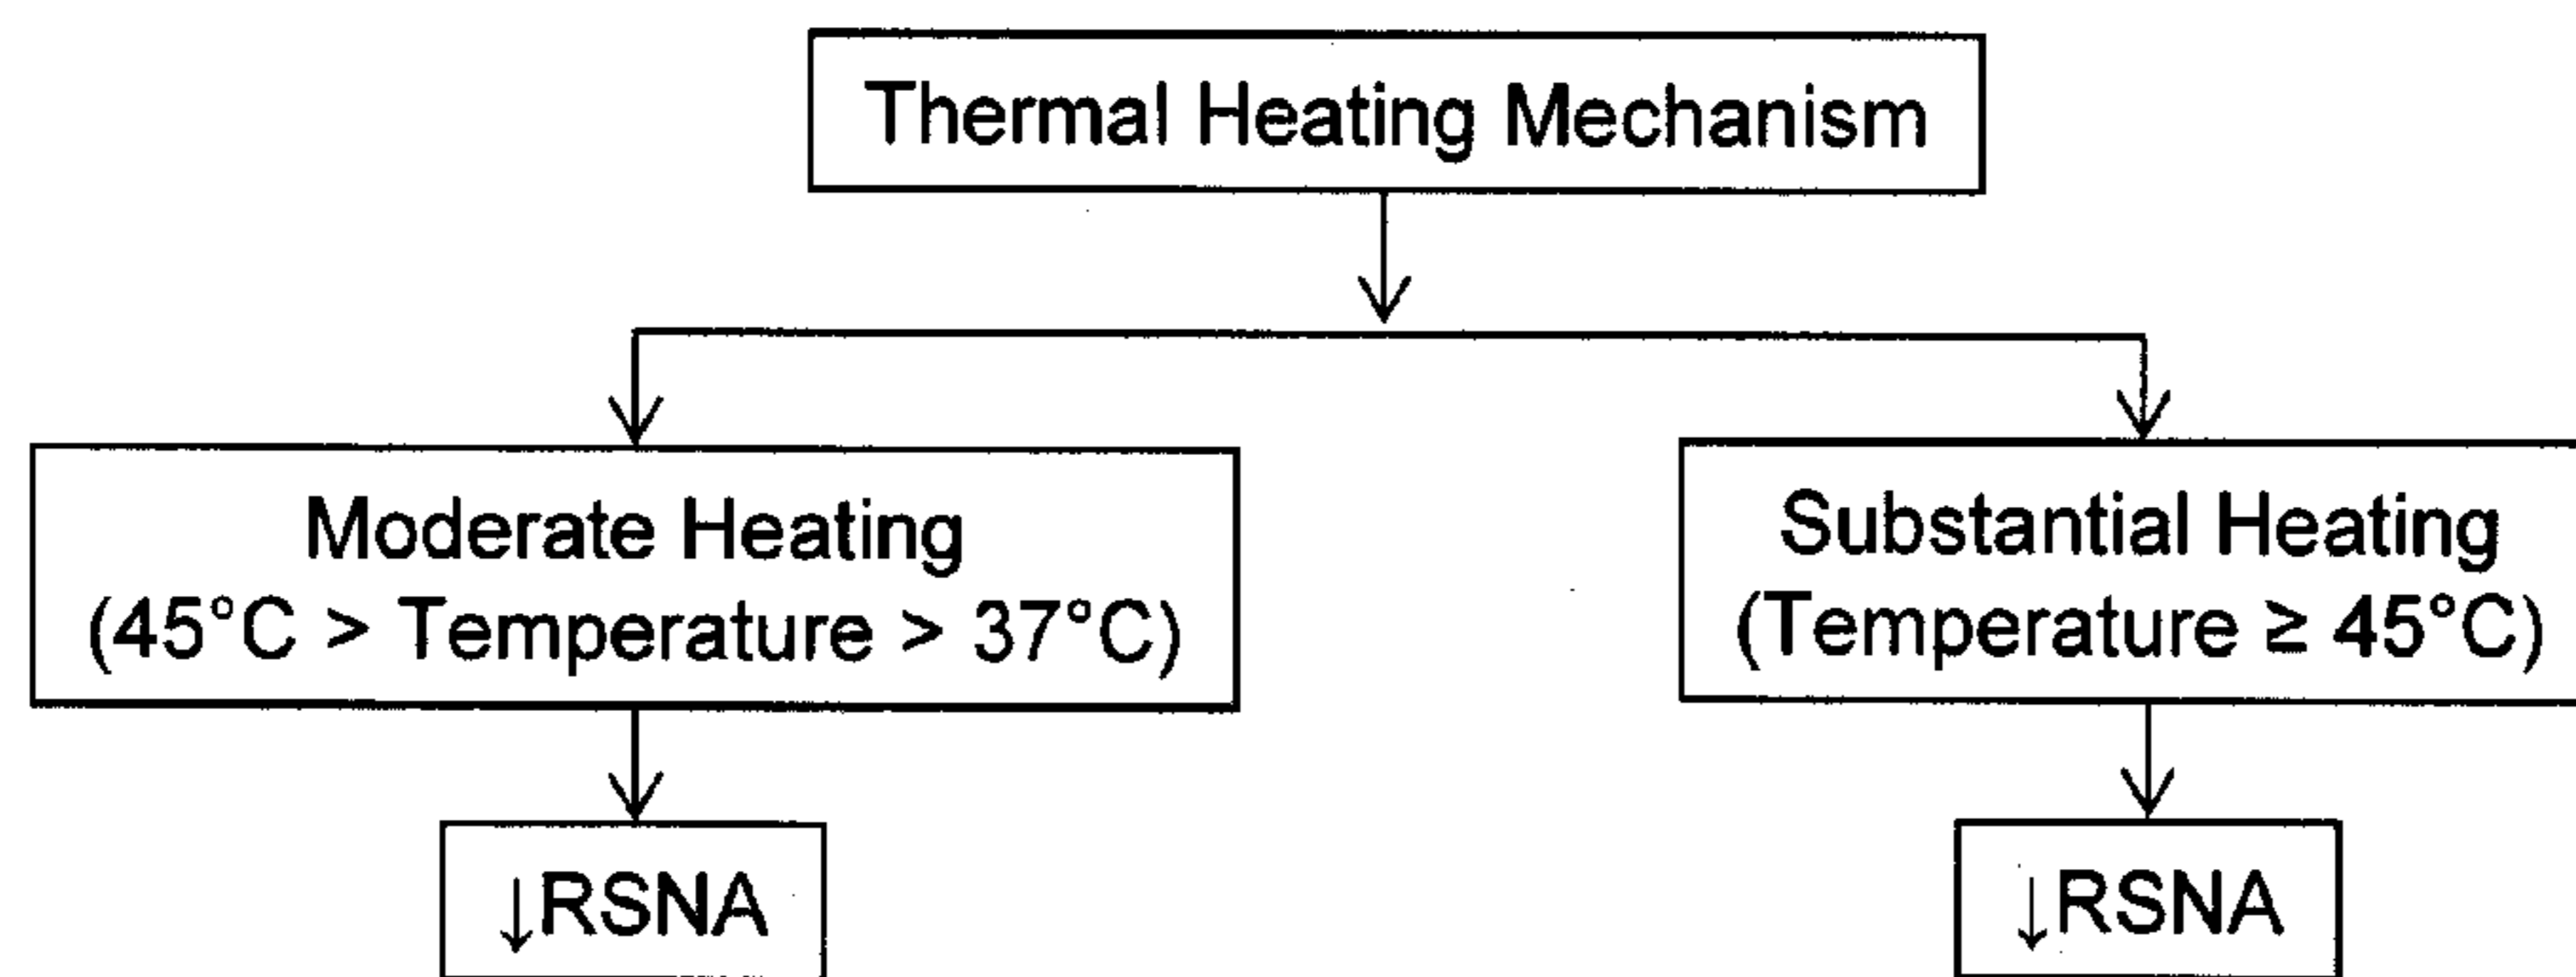 Thermal Heating Mechanism
Moderate Heating
(45°C > Temperature > 37°C)
Substantial Heating
(Temperature ≥ 45°C)
↓RSNA
↓RSNA